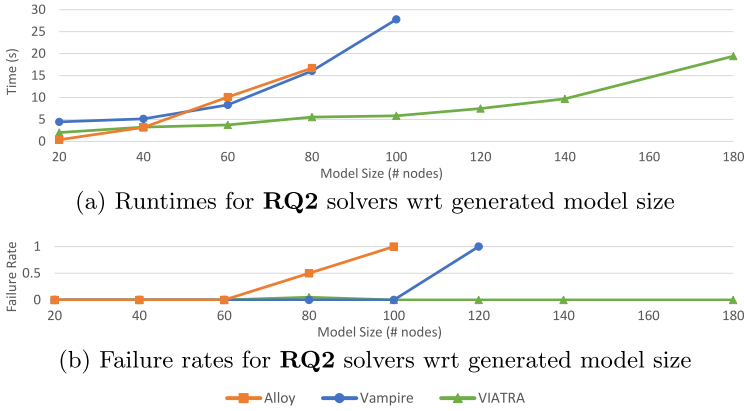 30
25
20
15
10
5
0
Time (s)
20 40 60 80 100 120 140 160 180
Model Size (# nodes)
(a) Runtimes for RQ2 solvers wrt generated model size
1
0.5
0
Failure Rate
20 40 60 80 100 120 140 160 180
Model Size (# nodes)
(b) Failure rates for RQ2 solvers wrt generated model size
Alloy Vampire VIATRA